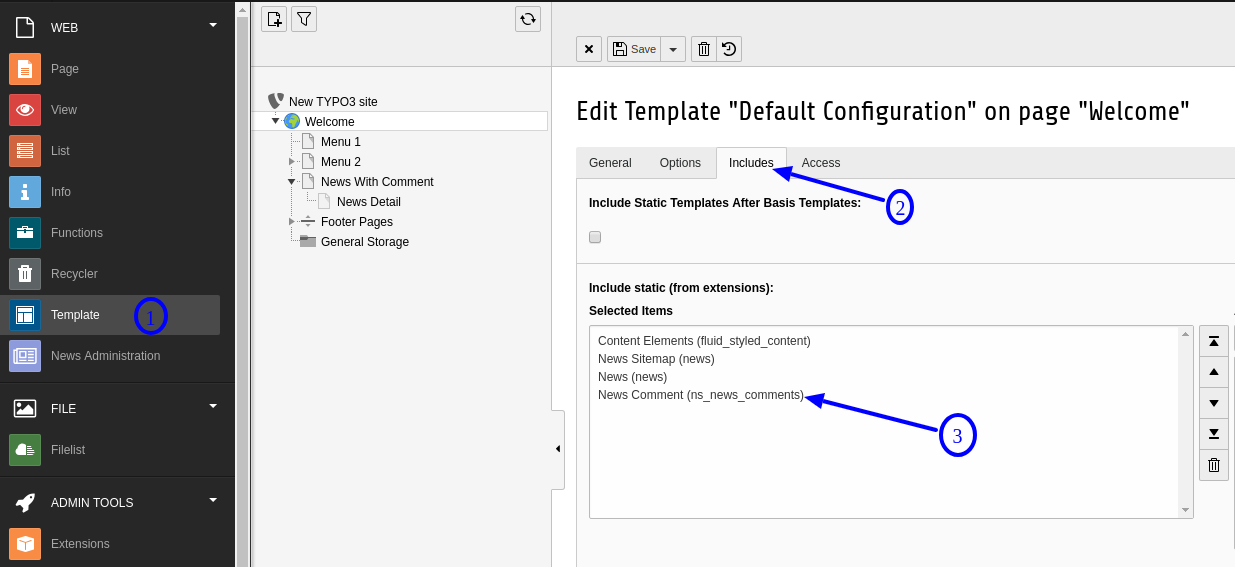 WEB
Page
View
List
Info
Functions
Recycler
Template
1
News Administration
FILE
Filelist
ADMIN TOOLS
Extensions
New TYPO3 site
Welcome
Menu 1
Menu 2
News With Comment
News Detail
Footer Pages
General Storage
Save
Edit Template "Default Configuration" on page "Welcome"
General Options Includes Access
2
Include Static Templates After Basis Templates:
Include static (from extensions):
Selected Items
Content Elements (fluid_styled_content)
News Sitemap (news)
News (news)
News Comment (ns_news_comments)
3